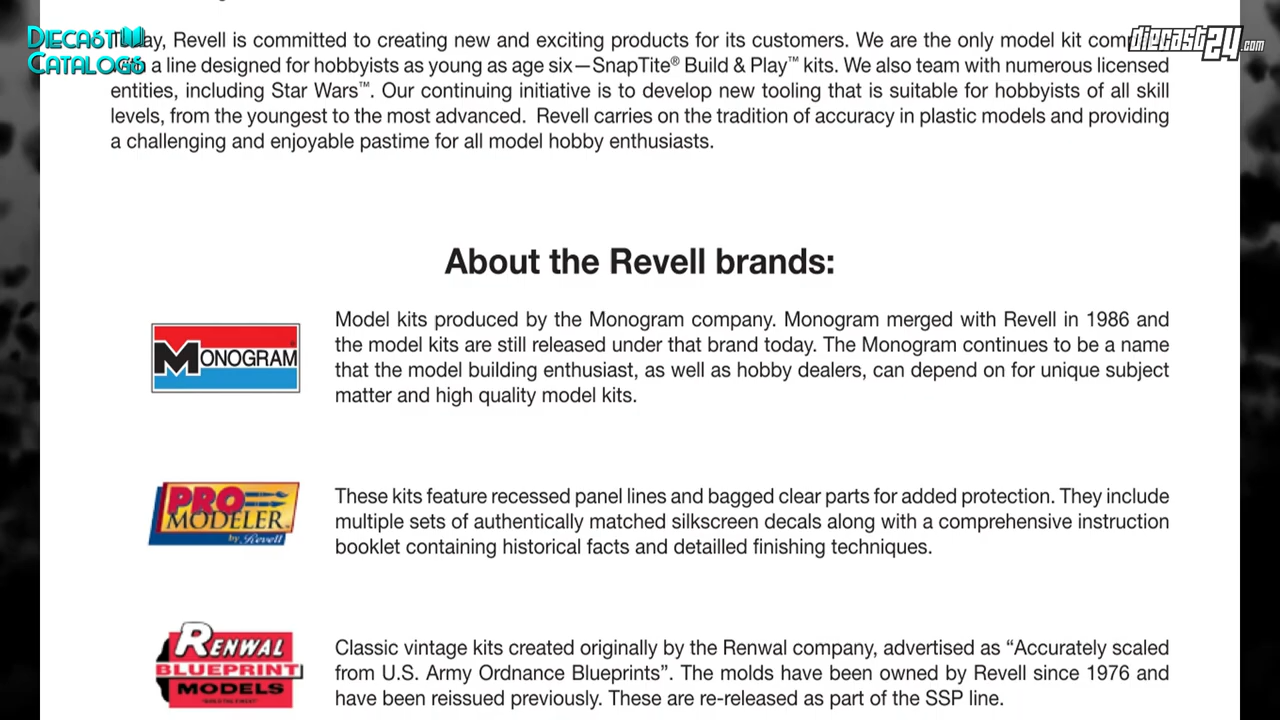 DIECAST
CATALOGS
diecast24.com
ay, Revell is committed to creating new and exciting products for its customers. We are the only model kit com
a line designed for hobbyists as young as age six—SnapTite® Build & Play™ kits. We also team with numerous licensed
entities, including Star Wars™. Our continuing initiative is to develop new tooling that is suitable for hobbyists of all skill
levels, from the youngest to the most advanced. Revell carries on the tradition of accuracy in plastic models and providing
a challenging and enjoyable pastime for all model hobby enthusiasts.
About the Revell brands:
MONOGRAM
Model kits produced by the Monogram company. Monogram merged with Revell in 1986 and
the model kits are still released under that brand today. The Monogram continues to be a name
that the model building enthusiast, as well as hobby dealers, can depend on for unique subject
matter and high quality model kits.
PRO
MODELER™
by Revell
These kits feature recessed panel lines and bagged clear parts for added protection. They include
multiple sets of authentically matched silkscreen decals along with a comprehensive instruction
booklet containing historical facts and detailled finishing techniques.
RENWAL
BLUEPRINT
MODELS
Classic vintage kits created originally by the Renwal company, advertised as “Accurately scaled
from U.S. Army Ordnance Blueprints”. The molds have been owned by Revell since 1976 and
have been reissued previously. These are re-released as part of the SSP line.